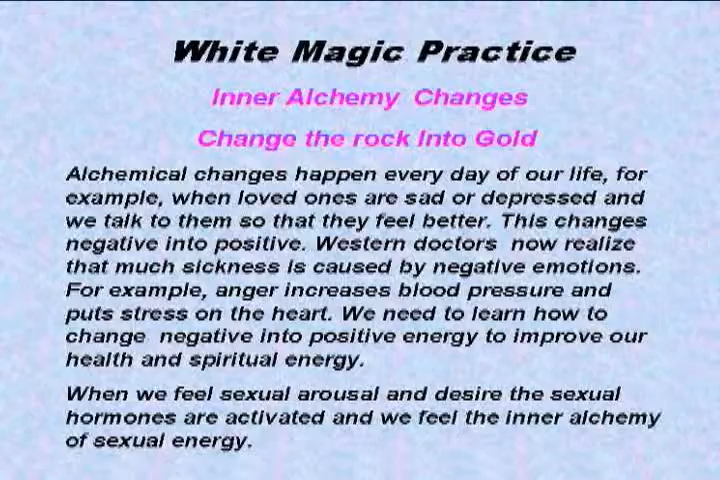 White Magic Practice
Inner Alchemy Changes
Change the rock Into Gold
Alchemical changes happen every day of our life, for
example, when loved ones are sad or depressed and
we talk to them so that they feel better. This changes
negative into positive. Western doctors now realize
that much sickness is caused by negative emotions.
For example, anger increases blood pressure and
puts stress on the heart. We need to learn how to
change negative into positive energy to improve our
health and spiritual energy.
When we feel sexual arousal and desire the sexual
hormones are activated and we feel the inner alchemy
of sexual energy.